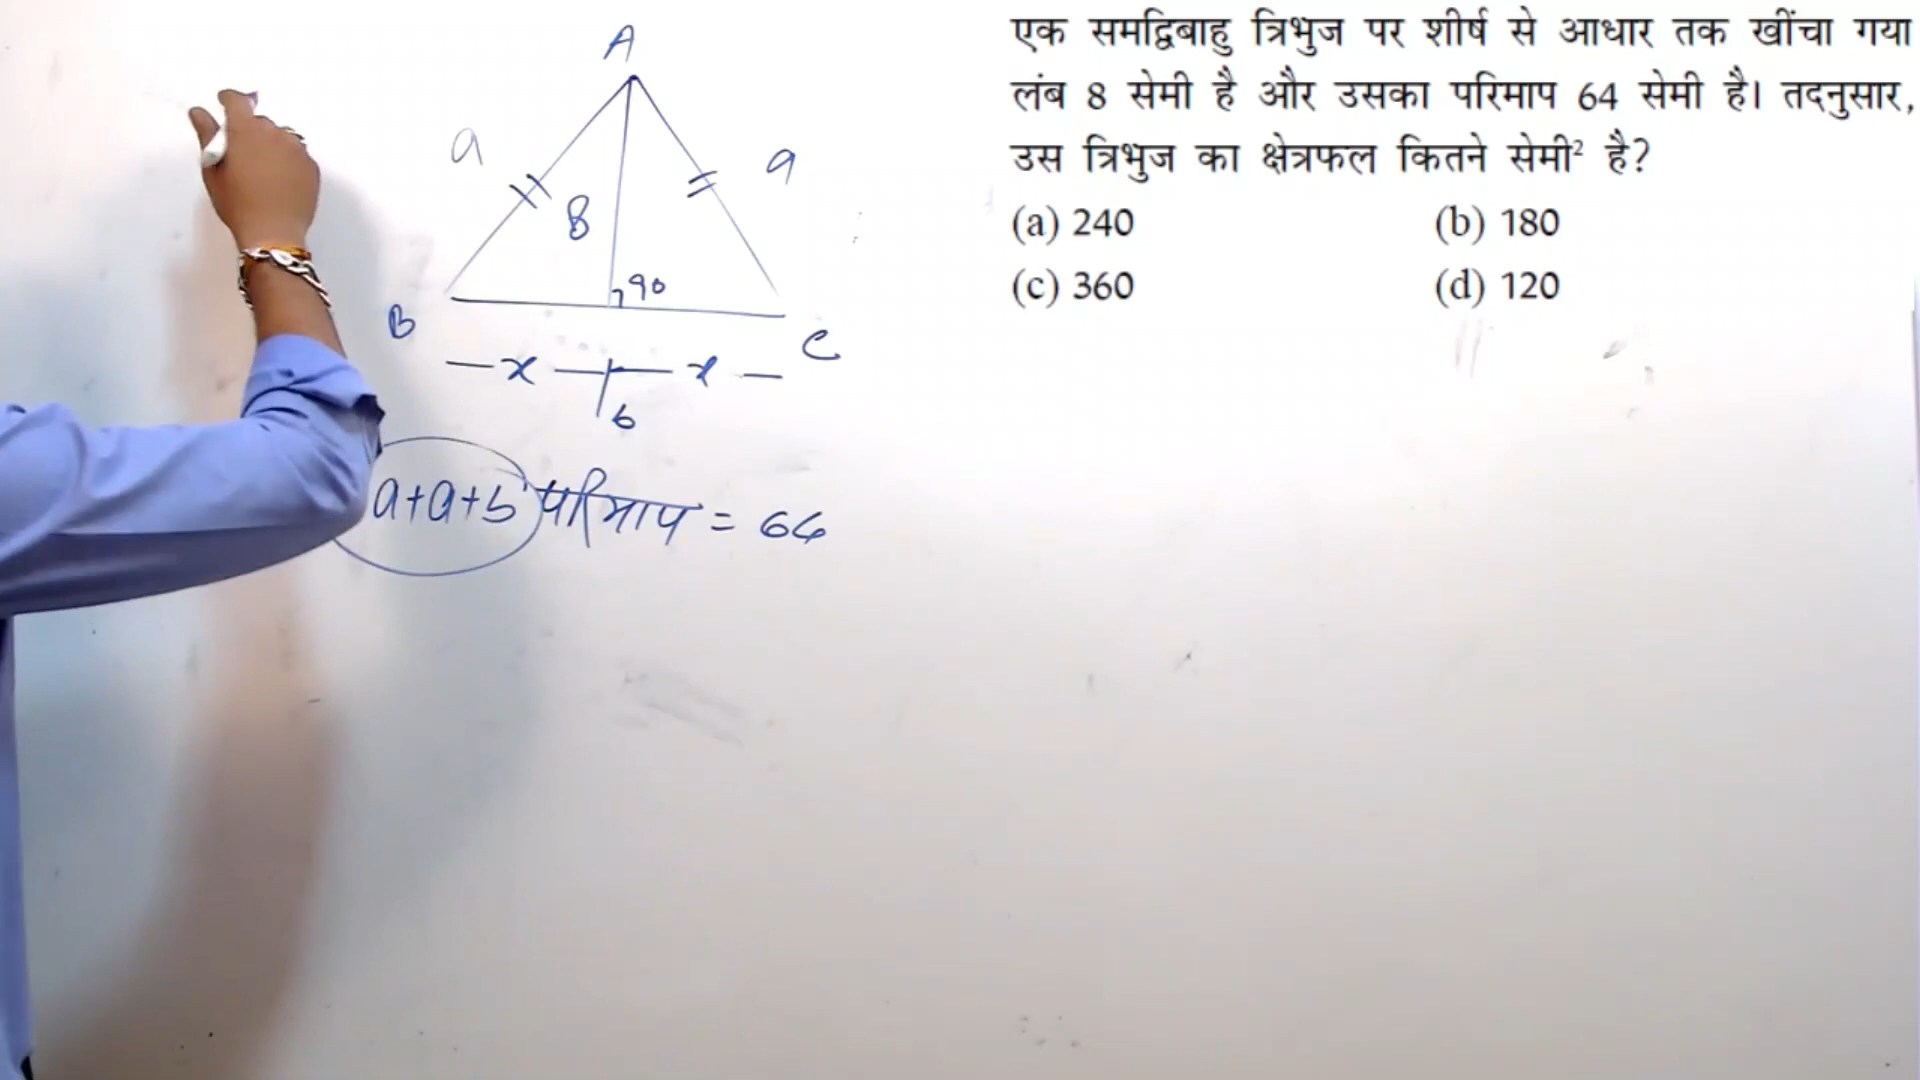 एक समद्विबाहु त्रिभुज पर शीर्ष से आधार तक खींचा गया
लंब 8 सेमी है और उसका परिमाप 64 सेमी है। तदनुसार,
उस त्रिभुज का क्षेत्रफल कितने सेमी² है?
(a) 240 (b) 180
(c) 360 (d) 120
A
a a
8
90
B C
x x
b
a+a+b परिमाप = 64